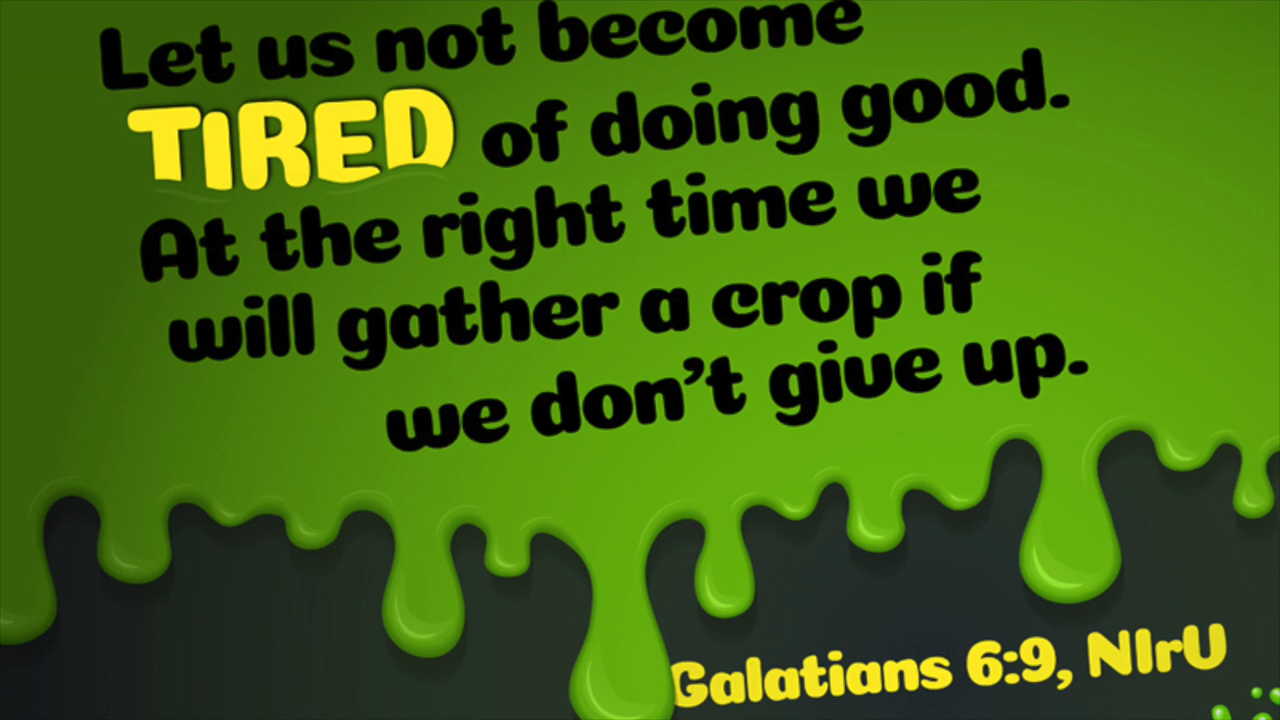 Let us not become
TIRED of doing good.
At the right time we
will gather a crop if
we don’t give up.
Galatians 6:9, NIrU